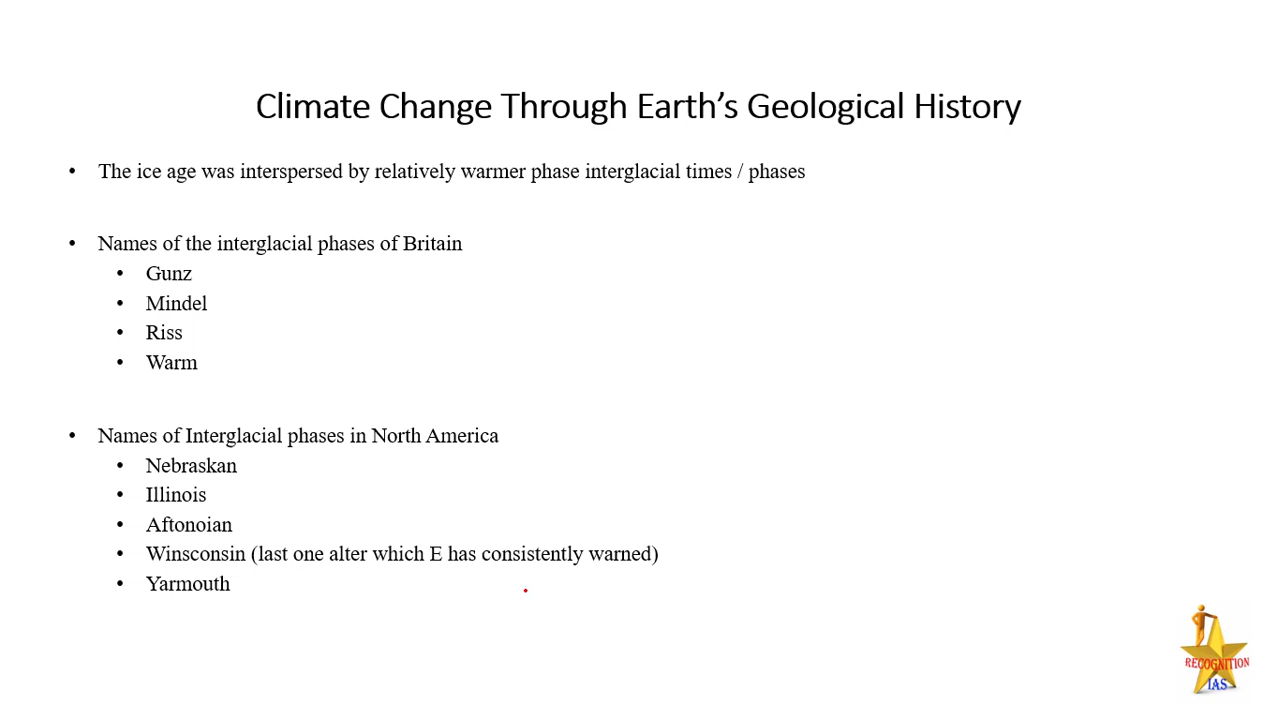 Climate Change Through Earth’s Geological History
• The ice age was interspersed by relatively warmer phase interglacial times / phases
• Names of the interglacial phases of Britain
• Gunz
• Mindel
• Riss
• Warm
• Names of Interglacial phases in North America
• Nebraskan
• Illinois
• Aftonoian
• Winsconsin (last one alter which E has consistently warned)
• Yarmouth
RECOGNITION
IAS